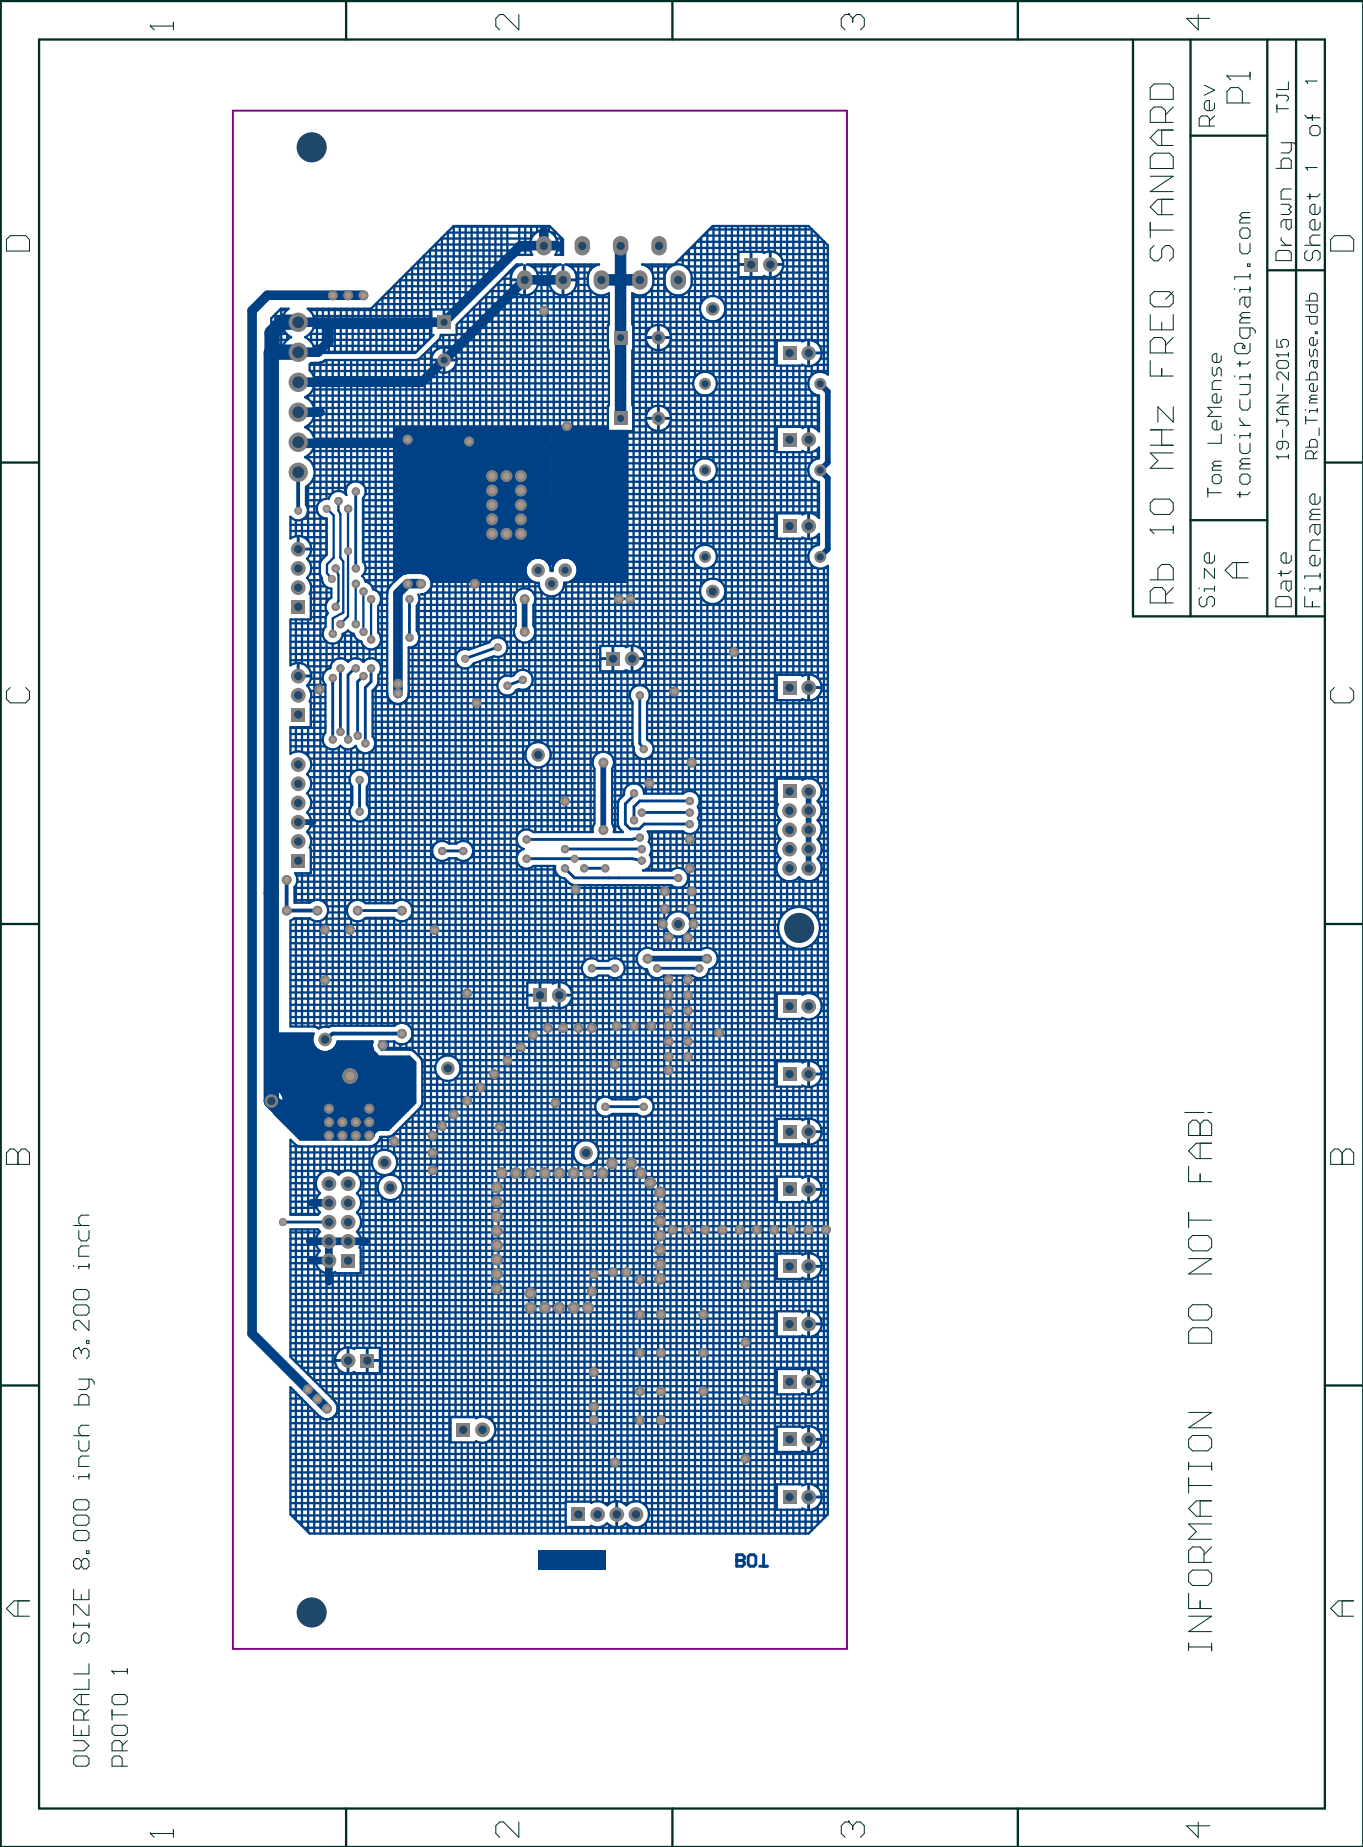 OVERALL SIZE 8.000 inch by 3.200 inch
PROTO 1
D
C
B
A
1
1
2
2
3
3
4
4
BOT
INFORMATION DO NOT FAB!
Rb 10 MHz FREQ STANDARD
Size
A
Tom LeMense
tomcircuit@gmail.com
Rev
P1
Date 19-JAN-2015 Drawn by TJL
Filename Rb_Timebase.ddb Sheet 1 of 1
D
C
B
A